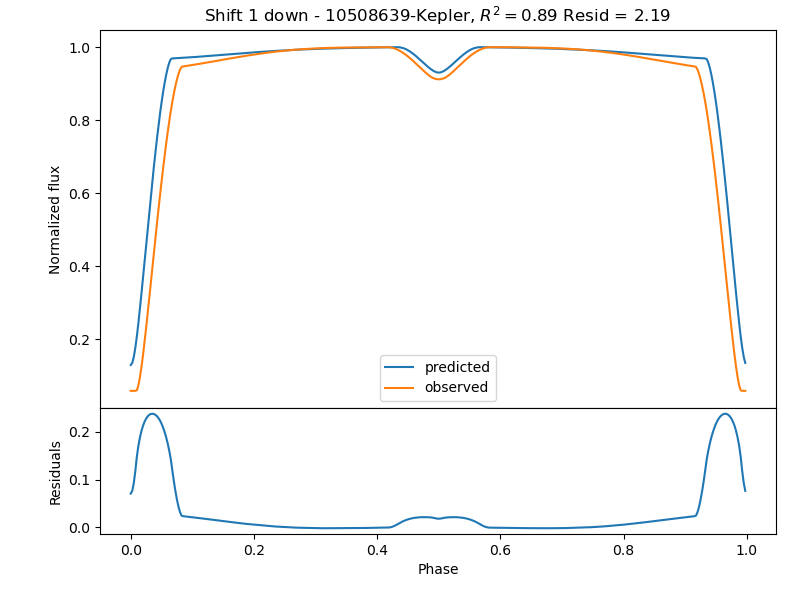 Shift 1 down - 10508639-Kepler, R² = 0.89 Resid = 2.19
Normalized flux
1.0
0.8
0.6
0.4
0.2
predicted
observed
Residuals
0.2
0.1
0.0
0.0 0.2 0.4 0.6 0.8 1.0
Phase